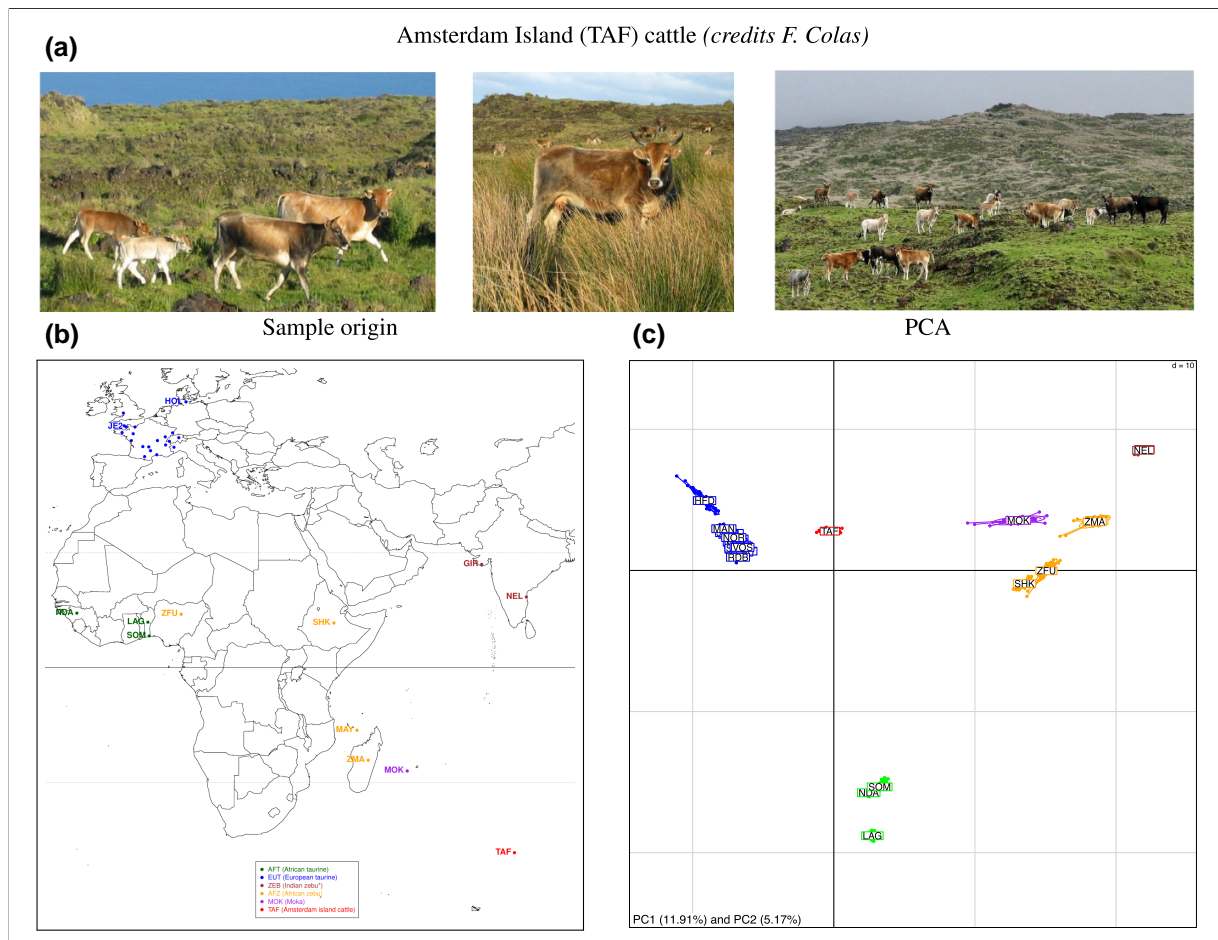 (a)
Amsterdam Island (TAF) cattle (credits F. Colas)
(b)
Sample origin
HOL
JE2
GIR
NEL
NDA
LAG
SOM
ZFU
SHK
MAY
ZMA
MOK
TAF
AFT (African taurine)
EUT (European taurine)
ZEB (Indian zebu*)
AFZ (African zebu)
MOK (Moka)
TAF (Amsterdam island cattle)
(c)
PCA
d = 10
NEL
HFD
MAN
NOR
VOS
RDB
TAF
MOK
ZMA
ZFU
SHK
SOM
NDA
LAG
PC1 (11.91%) and PC2 (5.17%)